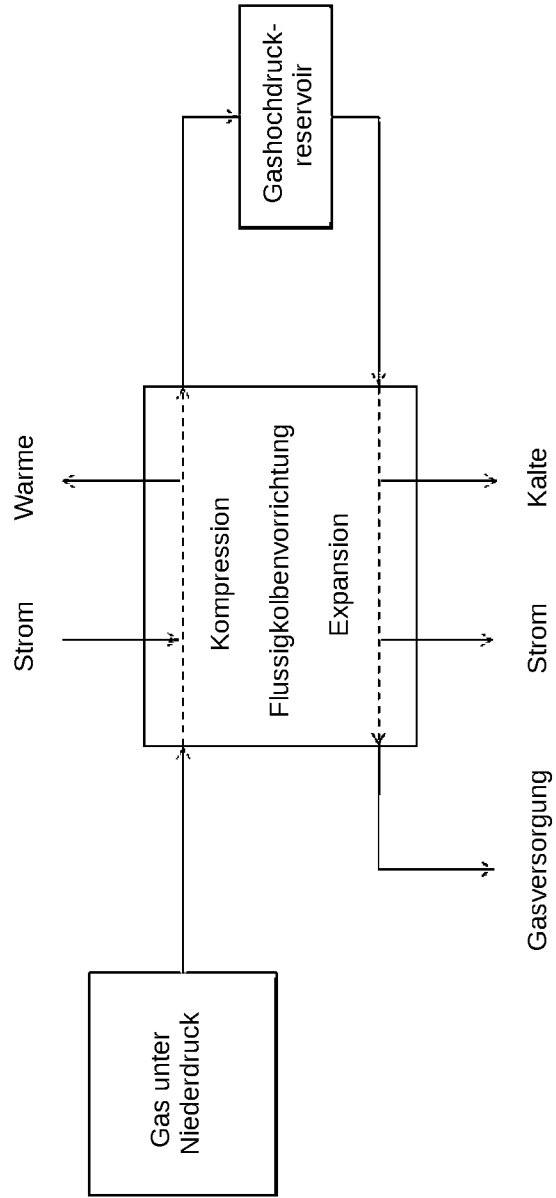 Strom
Warme
Gas unter
Niederdruck
Kompression
Flussigkolbenvorrichtung
Expansion
Gashochdruck-
reservoir
Gasversorgung
Strom
Kalte